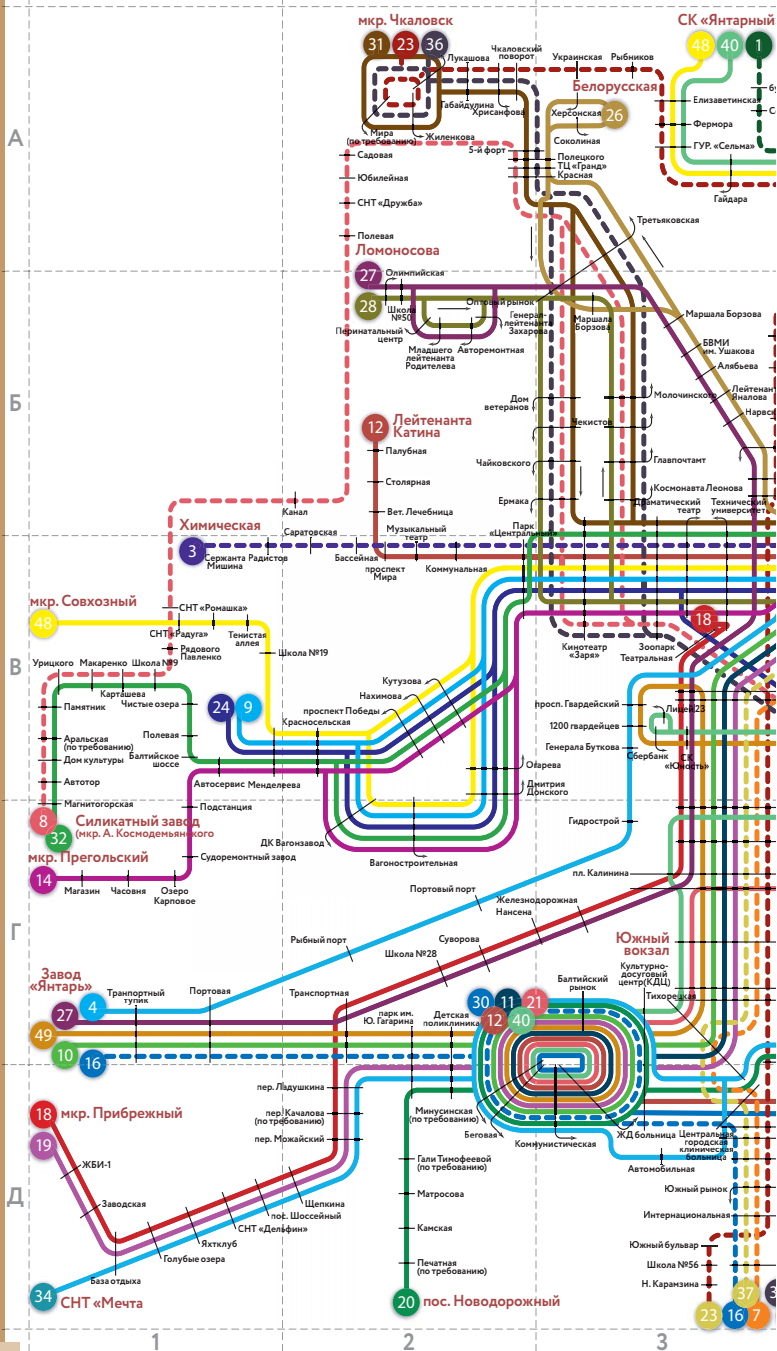 мкр. Чкаловск
31 23 36
СК «Янтарный
48 40 1
Лукашова
Чкаловский
поворот
Украинская
Рыбников
Белорусская
26
Херсонская
Соколиная
Габайдулина
Хрисанфова
Мира
(по требованию)
Жиленкова
Елизаветинская
Фермора
ГУР. «Сельма»
Гайдара
А
Садовая
Юбилейная
СНТ «Дружба»
Полевая
5-й форт
Полецкого
ТЦ «Гранд»
Красная
Третьяковская
Ломоносова
27
28
Олимпийская
Школа
№50
Перинатальный
центр
Младшего
лейтенанта
Родителева
Авторемонтная
Оптовый рынок
Генерал-
лейтенанта
Захарова
Маршала
Борзова
Маршала Борзова
БВМИ
им. Ушакова
Алябьева
Лейтенан
Яналова
Нарвск
Б
12
Лейтенанта
Катина
Палубная
Столярная
Вет. Лечебница
Дом
ветеранов
Чекистов
Чайковского
Ермака
Молочинского
Главпочтамт
Космонавта Леонова
Драматический
театр
Технический
университет
Канал
Химическая
3
Сержанта
Мишина
Радистов
Саратовская
Бассейная
Музыкальный
театр
проспект
Мира
Коммунальная
Парк
«Центральный»
мкр. Совхозный
48
СНТ «Ромашка»
СНТ «Радуга»
Тенистая
аллея
Рядового
Павленко
Школа №19
18
Кинотеатр
«Заря»
Зоопарк
Театральная
В
Урицкого
Макаренко
Школа №9
Карташева
Чистые озера
Памятник
Аральская
(по требованию)
Дом культуры
Автотор
Магнитогорская
Полевая
Балтийское
шоссе
24 9
Красносельская
проспект Победы
Нахимова
Кутузова
Автосервис
Менделеева
Огарева
Дмитрия
Донского
просп. Гвардейский
1200 гвардейцев
Генерала Буткова
Лицей 23
Сбербанк
СК
«Юность»
8
32
Силикатный завод
(мкр. А. Космодемьянского
Подстанция
Судоремонтный завод
ДК Вагонзавод
Вагоностроительная
Гидрострой
мкр. Прегольский
14
Магазин
Часовня
Озеро
Карповое
Портовый порт
пл. Калинина
Железнодорожная
Нансена
Суворова
Школа №28
Рыбный порт
Г
Южный
вокзал
Завод
«Янтарь»
4
27
49
10
16
Транпортный
тупик
Портовая
Транспортная
парк им.
Ю. Гагарина
Детская
поликлиника
30 11 21
12 40
Балтийский
рынок
Культурно-
досуговый
центр(КДЦ)
Тихорецкая
пер. Ладушкина
пер. Качалова
(по требованию)
пер. Можайский
Минусинская
(по требованию)
Беговая
Коммунистическая
ЖД больница
Центральная
городская
клиническая
больница
Автомобильная
18
мкр. Прибрежный
19
ЖБИ-1
Заводская
База отдыха
Голубые озера
Яхтклуб
СНТ «Дельфин»
пос. Шоссейный
Щепкина
Гали Тимофеевой
(по требованию)
Матросова
Камская
Печатная
(по требованию)
Южный рынок
Интернациональная
Южный бульвар
Школа №56
Н. Карамзина
Д
34
СНТ «Мечта
20
пос. Новодорожный
37 3
23 16 7
1 2 3